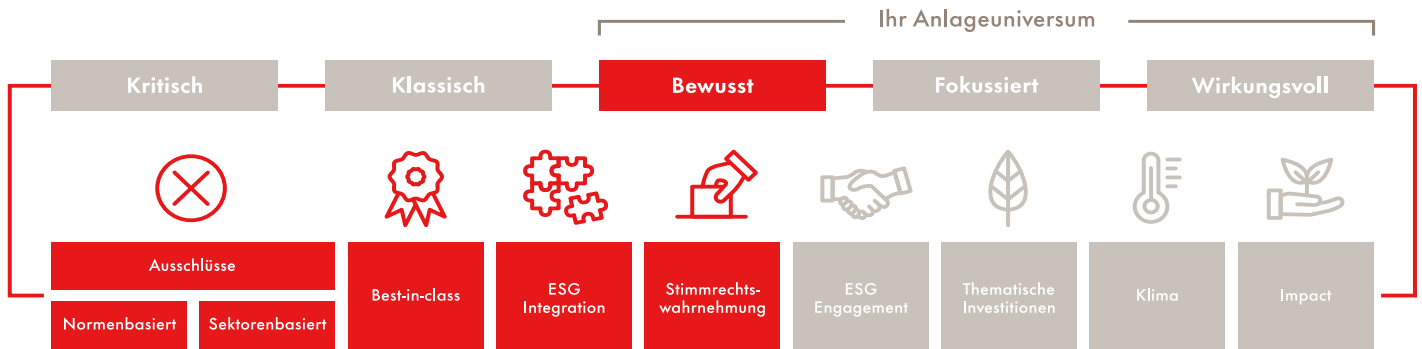 Ihr Anlageuniversum
Kritisch
Klassisch
Bewusst
Fokussiert
Wirkungsvoll
Ausschlüsse
Normenbasiert
Sektorenbasiert
Best-in-class
ESG
Integration
Stimmrechts-
wahrnehmung
ESG
Engagement
Thematische
Investitionen
Klima
Impact